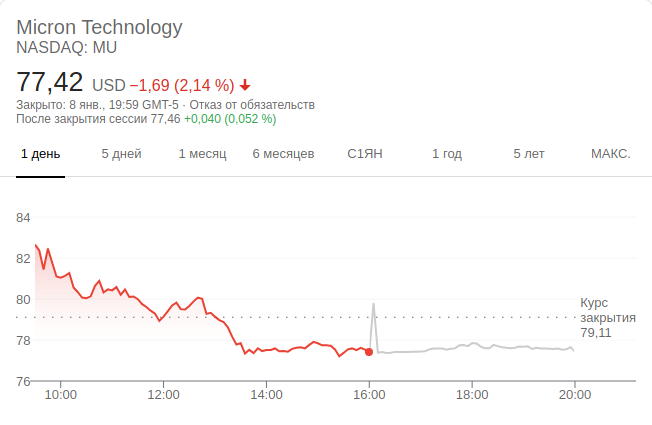 Micron Technology
NASDAQ: MU
77,42 USD −1,69 (2,14 %)
Закрыто: 8 янв., 19:59 GMT-5 · Отказ от обязательств
После закрытия сессии 77,46 +0,040 (0,052 %)
1 день 5 дней 1 месяц 6 месяцев С1ЯН 1 год 5 лет МАКС.
84
82
80
Курс
закрытия
79,11
78
76
10:00 12:00 14:00 16:00 18:00 20:00